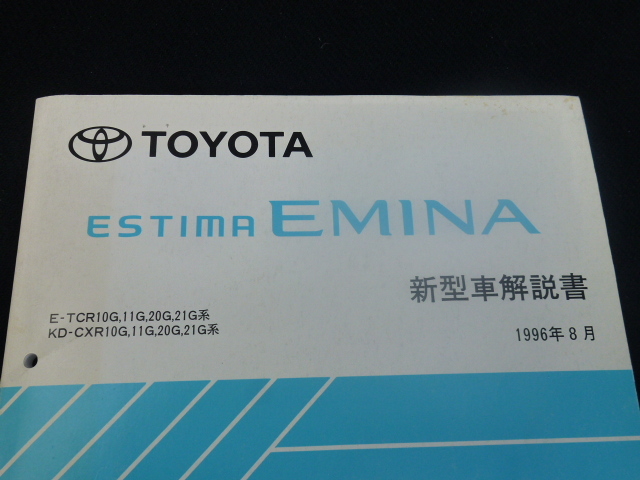 TOYOTA
ESTIMA EMINA
新型車解説書
E-TCR10G,11G,20G,21G系
KD-CXR10G,11G,20G,21G系
1996年8月